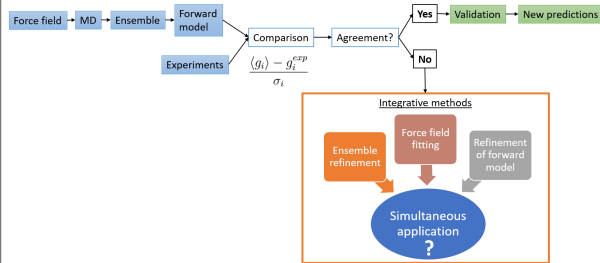 Force field
MD
Ensemble
Forward
model
Experiments
Comparison
⟨g_i⟩ − g_i^{exp}
σ_i
Agreement?
Yes
Validation
New predictions
No
Integrative methods
Ensemble
refinement
Force field
fitting
Refinement
of forward
model
Simultaneous
application
?